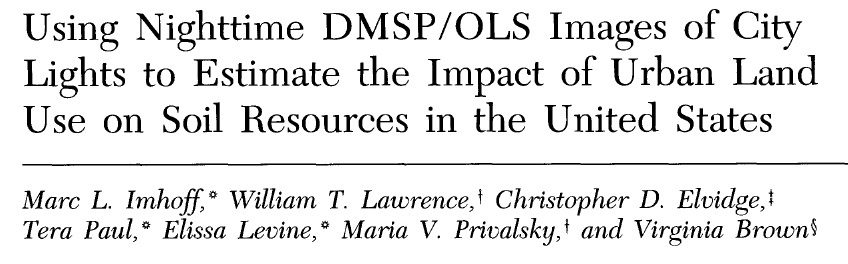 Using Nighttime DMSP/OLS Images of City
Lights to Estimate the Impact of Urban Land
Use on Soil Resources in the United States
Marc L. Imhoff,* William T. Lawrence,† Christopher D. Elvidge,‡
Tera Paul,* Elissa Levine,* Maria V. Privalsky,† and Virginia Brown§